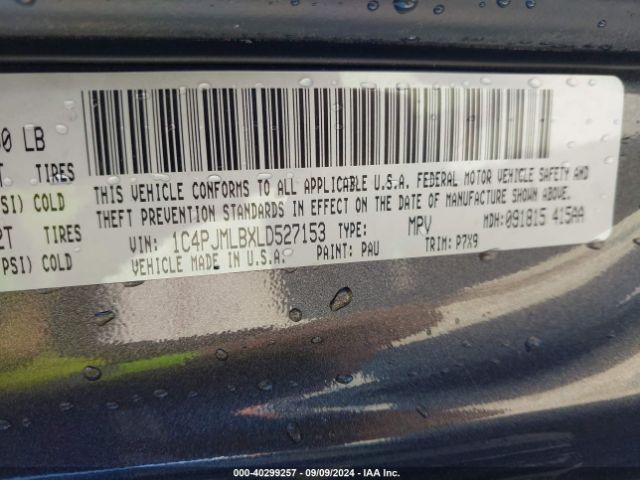 0 LB
T TIRES
SI) COLD
2T TIRES
PSI) COLD
THIS VEHICLE CONFORMS TO ALL APPLICABLE U.S.A. FEDERAL MOTOR VEHICLE SAFETY AND
THEFT PREVENTION STANDARDS IN EFFECT ON THE DATE OF MANUFACTURE SHOWN ABOVE.
VIN: 1C4PJMLBXLD527153 TYPE: MPV MDH:091815 415AA
VEHICLE MADE IN U.S.A. PAINT: PAU TRIM: P7X9
000-40299257 - 09/09/2024 - IAA Inc.